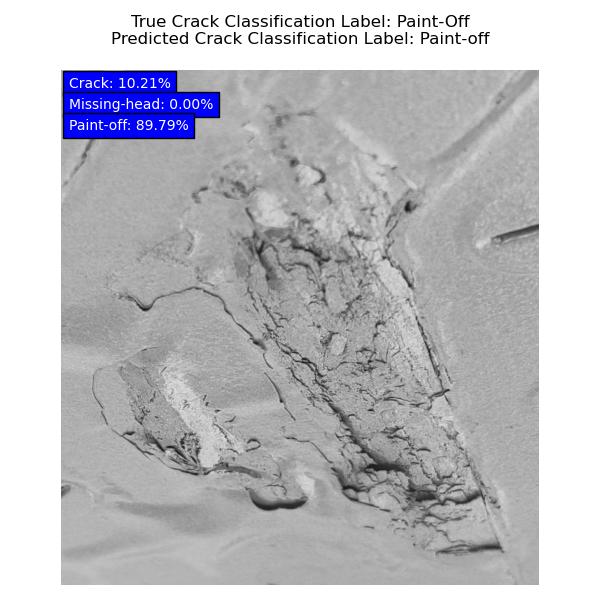 True Crack Classification Label: Paint-Off
Predicted Crack Classification Label: Paint-off
Crack: 10.21%
Missing-head: 0.00%
Paint-off: 89.79%